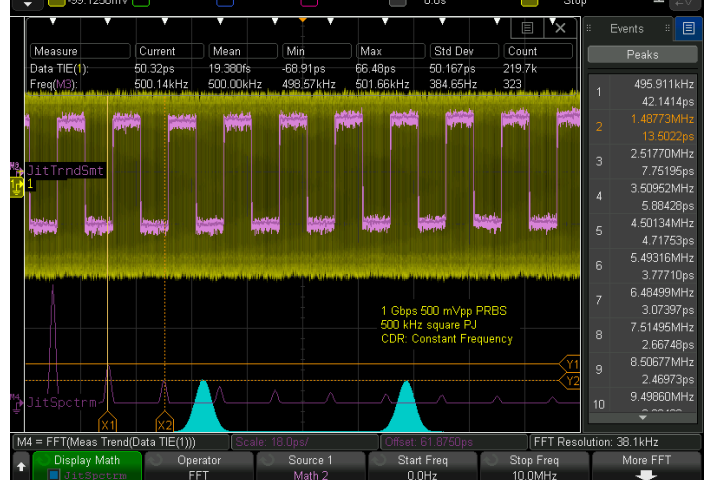 -99.1250mV 0.0s Stop
Events
Peaks
Measure Current Mean Min Max Std Dev Count
Data TIE(1): 50.32ps 19.380fs -68.91ps 66.48ps 50.167ps 219.7k
Freq(M3): 500.14kHz 500.00kHz 498.57kHz 501.66kHz 384.65Hz 323
JitTrndSmt
1
1 Gbps 500 mVpp PRBS
500 kHz square PJ
CDR: Constant Frequency
Y1
Y2
JitSpctrm
X1 X2
1 495.911kHz
42.1414ps
2 1.48773MHz
13.5022ps
3 2.51770MHz
7.75195ps
4 3.50952MHz
5.88428ps
5 4.50134MHz
4.71753ps
6 5.49316MHz
3.77710ps
7 6.48499MHz
3.07397ps
8 7.51495MHz
2.66748ps
9 8.50677MHz
2.46973ps
10 9.49860MHz
M4 = FFT(Meas Trend(Data TIE(1))) Scale: 18.0ps/ Offset: 61.8750ps FFT Resolution: 38.1kHz
Display Math Operator Source 1 Start Freq Stop Freq More FFT
JitSpctrm FFT Math 2 0.0Hz 10.0MHz